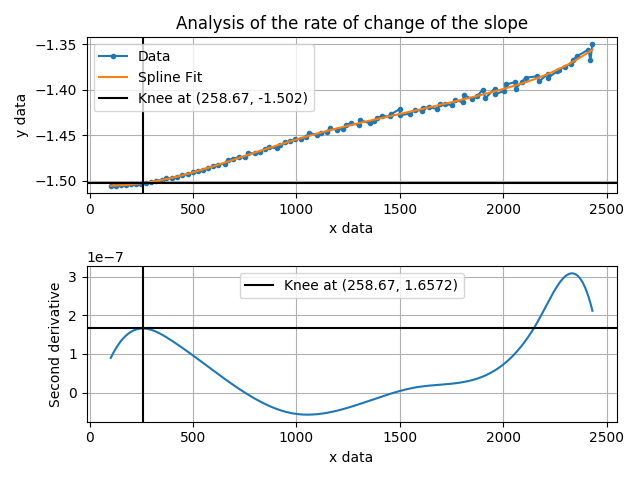 Analysis of the rate of change of the slope
−1.35
−1.40
−1.45
−1.50
y data
Data
Spline Fit
Knee at (258.67, -1.502)
0 500 1000 1500 2000 2500
x data
1e−7
3
2
1
0
Second derivative
Knee at (258.67, 1.6572)
0 500 1000 1500 2000 2500
x data